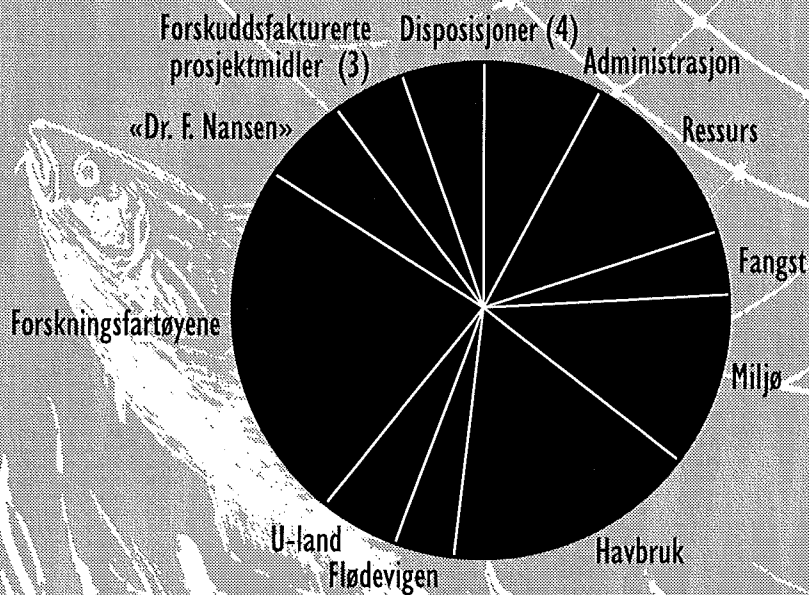 Forskuddsfakturerte
prosjektmidler (3)
Disposisjoner (4)
Administrasjon
«Dr. F. Nansen»
Ressurs
Fangst
Forskningsfartøyene
Miljø
U-land
Flødevigen
Havbruk